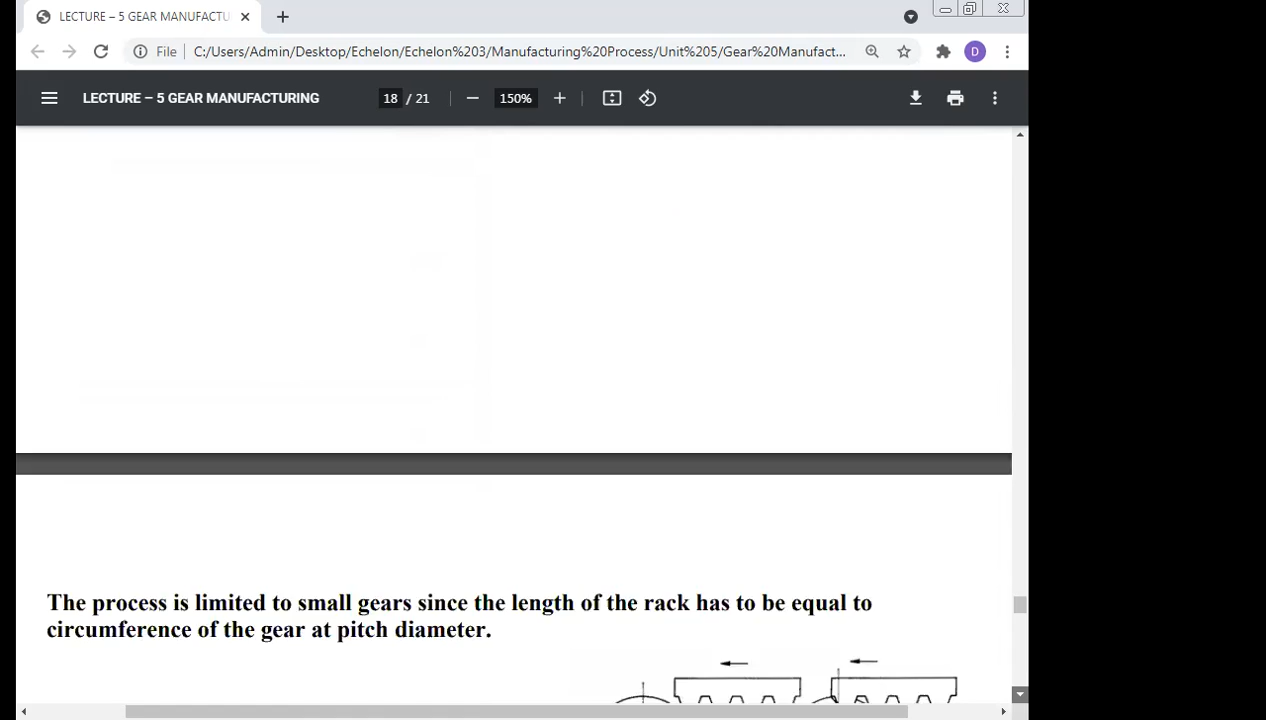 LECTURE – 5 GEAR MANUFACTU
File
C:/Users/Admin/Desktop/Echelon/Echelon%203/Manufacturing%20Process/Unit%205/Gear%20Manufact...
D
LECTURE – 5 GEAR MANUFACTURING
18 / 21
150%
The process is limited to small gears since the length of the rack has to be equal to
circumference of the gear at pitch diameter.